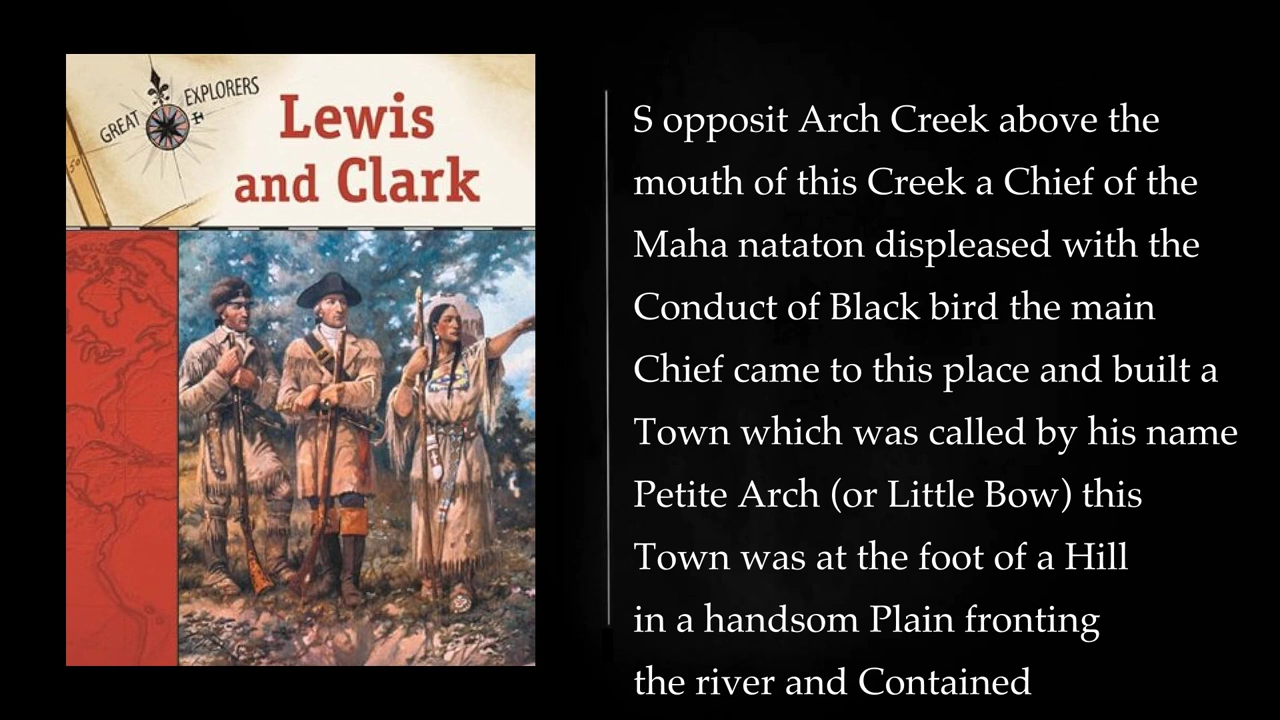 GREAT EXPLORERS
Lewis
and Clark
50
S opposit Arch Creek above the
mouth of this Creek a Chief of the
Maha nataton displeased with the
Conduct of Black bird the main
Chief came to this place and built a
Town which was called by his name
Petite Arch (or Little Bow) this
Town was at the foot of a Hill
in a handsom Plain fronting
the river and Contained